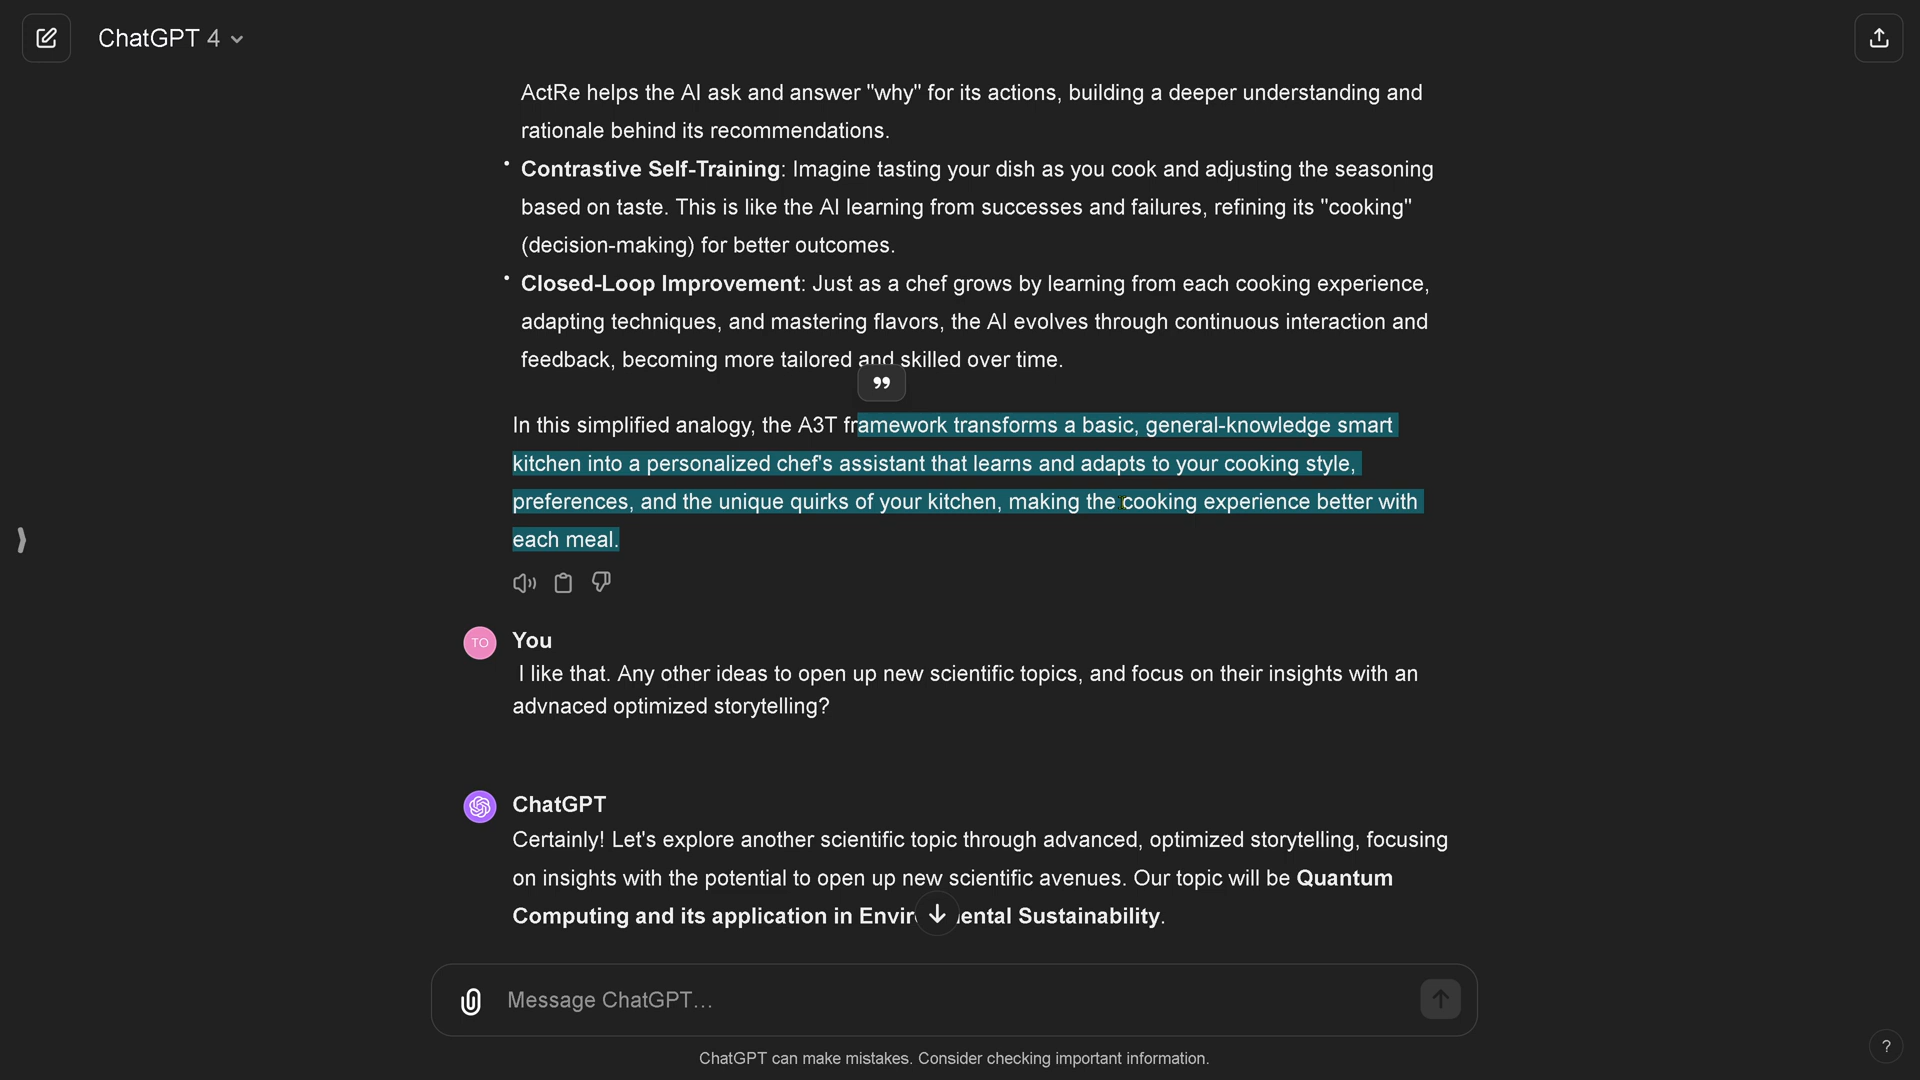 ChatGPT 4
ActRe helps the AI ask and answer "why" for its actions, building a deeper understanding and
rationale behind its recommendations.
• Contrastive Self-Training: Imagine tasting your dish as you cook and adjusting the seasoning
based on taste. This is like the AI learning from successes and failures, refining its "cooking"
(decision-making) for better outcomes.
• Closed-Loop Improvement: Just as a chef grows by learning from each cooking experience,
adapting techniques, and mastering flavors, the AI evolves through continuous interaction and
feedback, becoming more tailored and skilled over time.
In this simplified analogy, the A3T framework transforms a basic, general-knowledge smart
kitchen into a personalized chef's assistant that learns and adapts to your cooking style,
preferences, and the unique quirks of your kitchen, making the cooking experience better with
each meal.
TO
You
I like that. Any other ideas to open up new scientific topics, and focus on their insights with an
advnaced optimized storytelling?
ChatGPT
Certainly! Let's explore another scientific topic through advanced, optimized storytelling, focusing
on insights with the potential to open up new scientific avenues. Our topic will be Quantum
Computing and its application in Envir ental Sustainability.
Message ChatGPT...
ChatGPT can make mistakes. Consider checking important information.
?